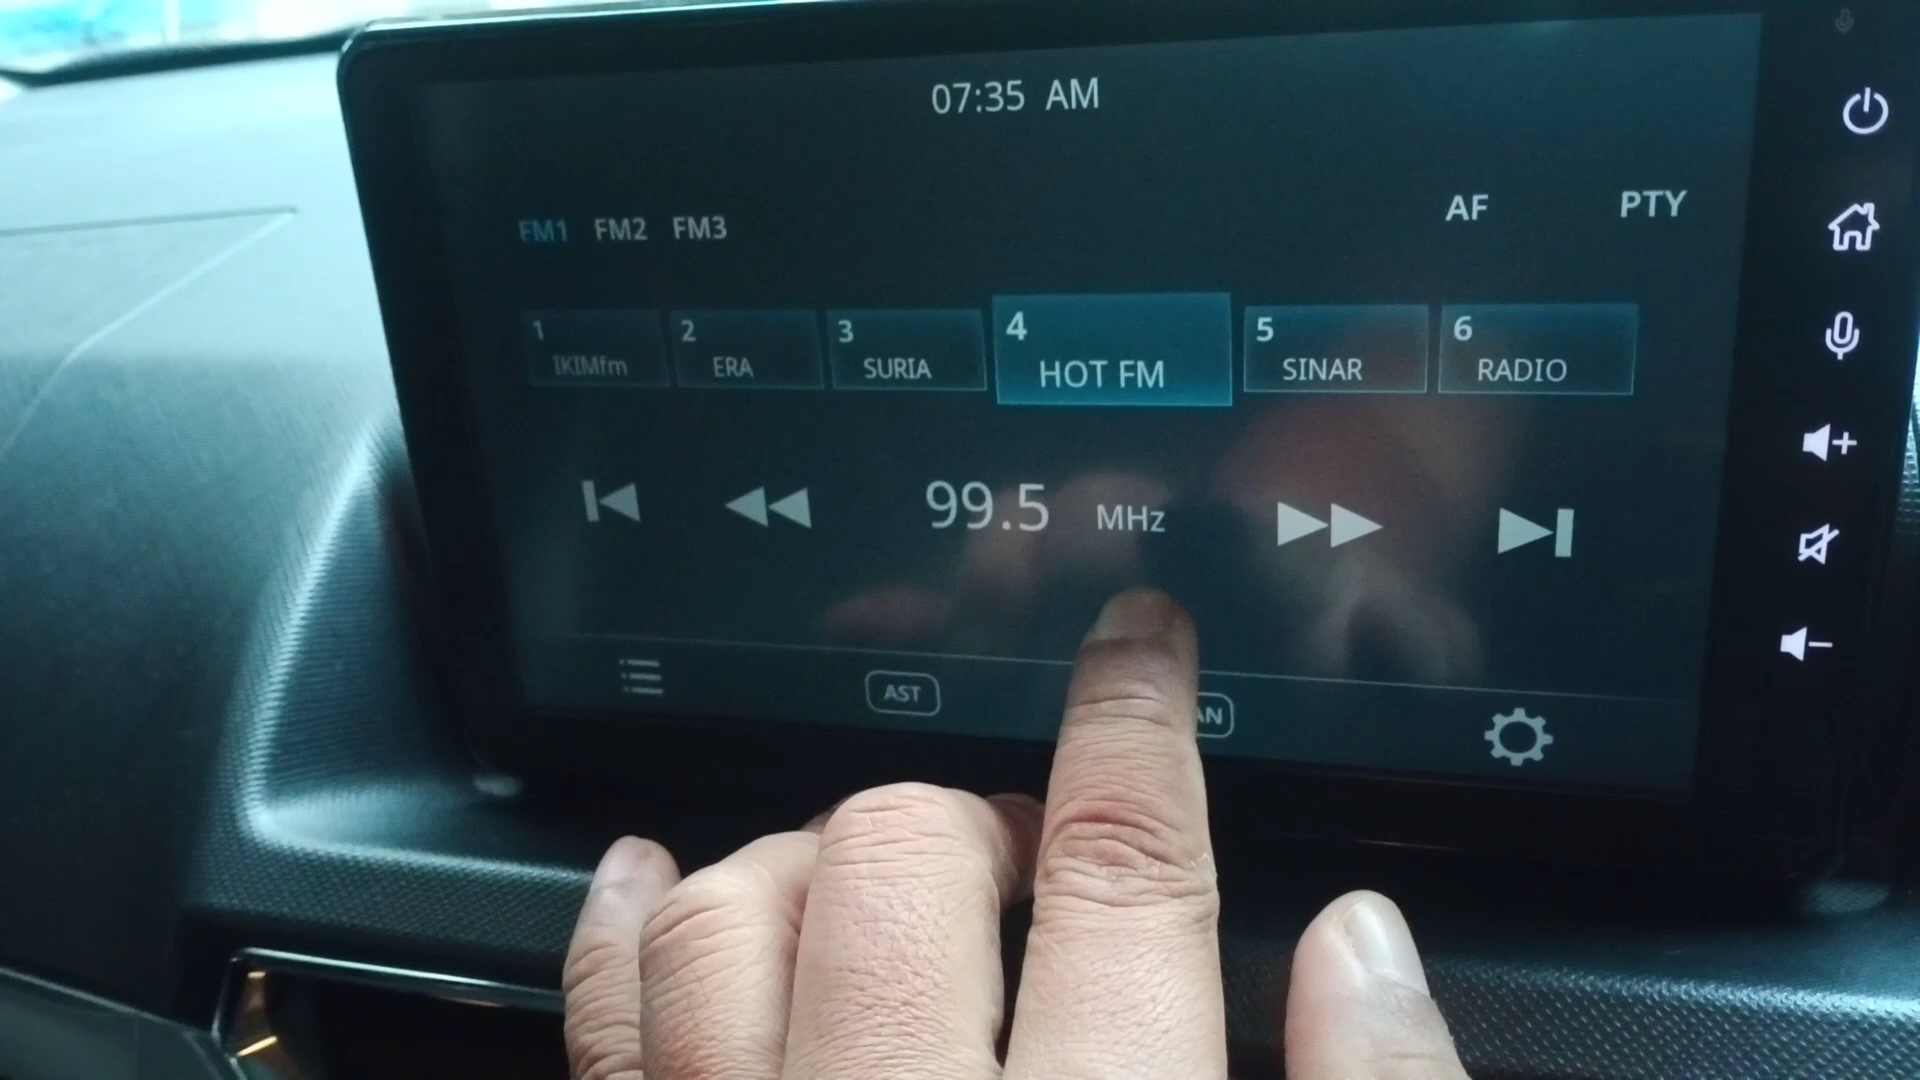 07:35 AM
AF PTY
FM1 FM2 FM3
1 2 3 4 5 6
IKIMfm ERA SURIA HOT FM SINAR RADIO
99.5 MHz
AST AN